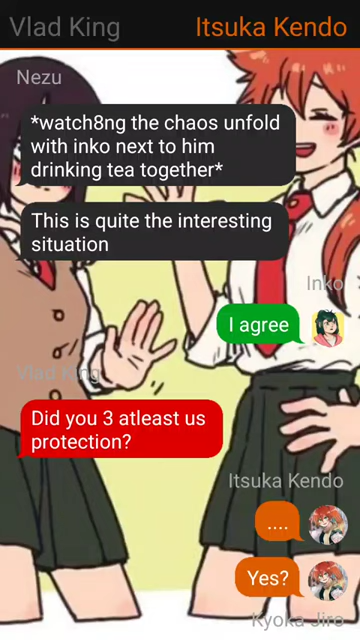 Vlad King
Itsuka Kendo
Nezu
*watch8ng the chaos unfold
with inko next to him
drinking tea together*
This is quite the interesting
situation
Inko
I agree
Vlad King
Did you 3 atleast us
protection?
Itsuka Kendo
....
Yes?
Kyoka Jiro